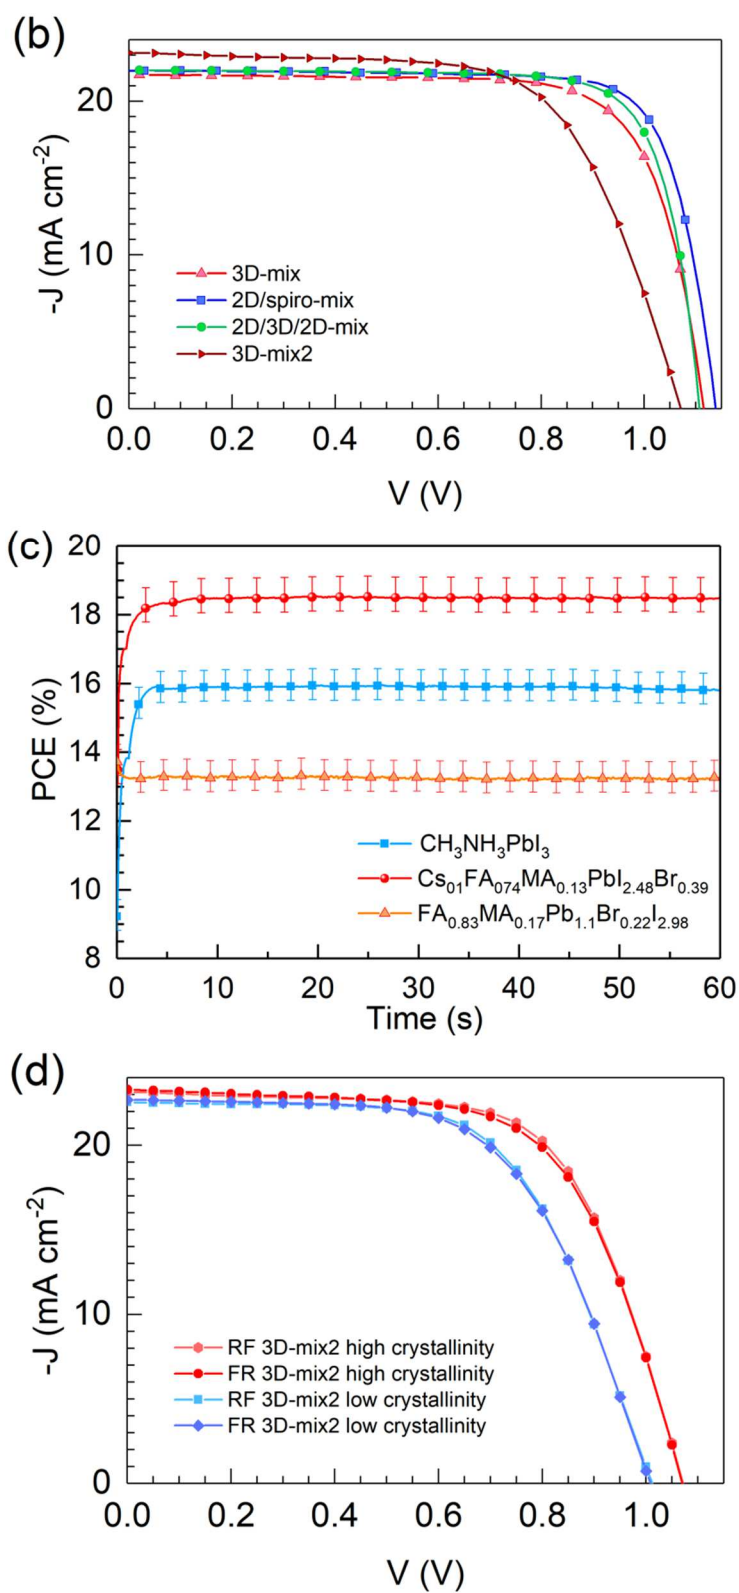 (b)
20
10
0
-J (mA cm⁻²)
3D-mix
2D/spiro-mix
2D/3D/2D-mix
3D-mix2
0.0 0.2 0.4 0.6 0.8 1.0
V (V)
(c)
20
18
16
14
12
10
8
PCE (%)
CH₃NH₃PbI₃
Cs₀₁FA₀₇₄MA₀.₁₃PbI₂.₄₈Br₀.₃₉
FA₀.₈₃MA₀.₁₇Pb₁.₁Br₀.₂₂I₂.₉₈
0 10 20 30 40 50 60
Time (s)
(d)
20
10
0
-J (mA cm⁻²)
RF 3D-mix2 high crystallinity
FR 3D-mix2 high crystallinity
RF 3D-mix2 low crystallinity
FR 3D-mix2 low crystallinity
0.0 0.2 0.4 0.6 0.8 1.0
V (V)